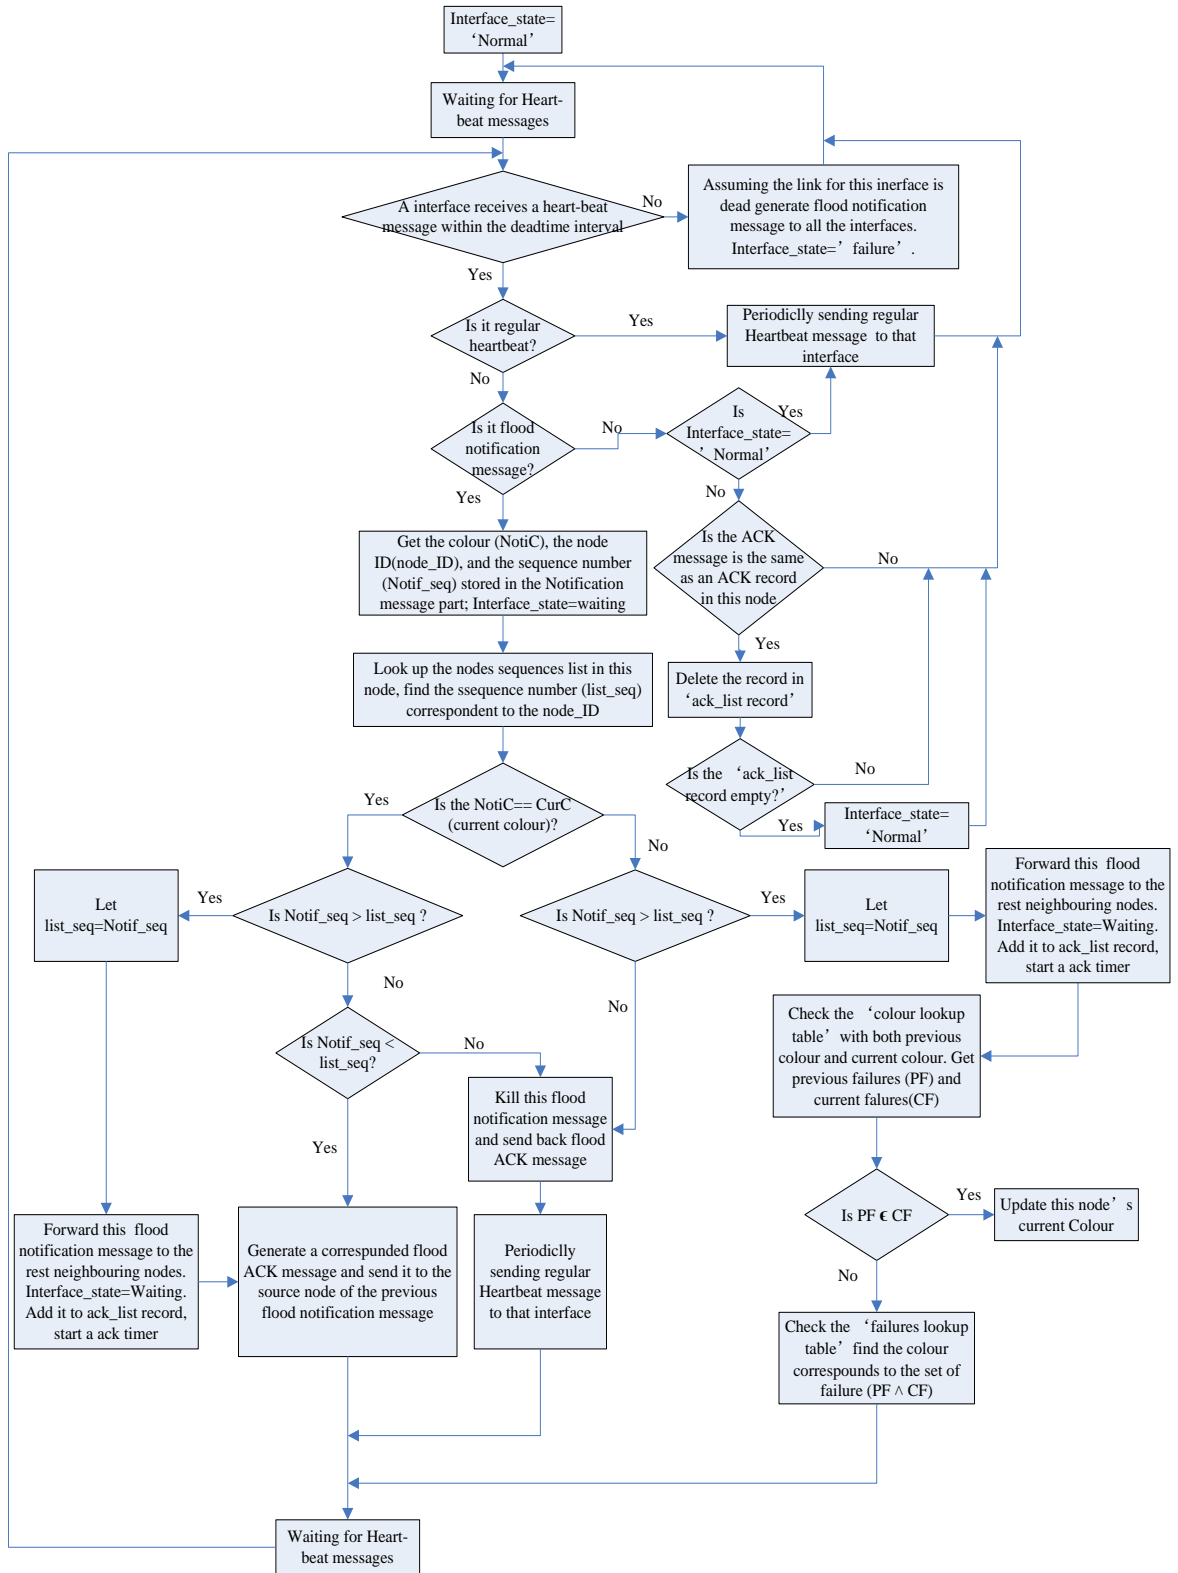 Interface_state=
‘Normal’
Waiting for Heart-
beat messages
A interface receives a heart-beat
message within the deadtime interval
No
Assuming the link for this inerface is
dead generate flood notification
message to all the interfaces.
Interface_state=’ failure’ .
Yes
Is it regular
heartbeat?
Yes
Periodiclly sending regular
Heartbeat message to that
interface
No
Is it flood
notification
message?
No
Is
Interface_state=
’ Normal’
Yes
Yes
No
Get the colour (NotiC), the node
ID(node_ID), and the sequence number
(Notif_seq) stored in the Notification
message part; Interface_state=waiting
Is the ACK
message is the same
as an ACK record
in this node
No
Yes
Look up the nodes sequences list in this
node, find the ssequence number (list_seq)
correspondent to the node_ID
Delete the record in
‘ack_list record’
Is the ‘ack_list
record empty?’
No
Yes
Interface_state=
‘Normal’
Is the NotiC== CurC
(current colour)?
Yes
No
Let
list_seq=Notif_seq
Yes
Is Notif_seq > list_seq ?
Is Notif_seq > list_seq ?
Yes
Let
list_seq=Notif_seq
Forward this flood
notification message to the
rest neighbouring nodes.
Interface_state=Waiting.
Add it to ack_list record,
start a ack timer
No
No
Is Notif_seq <
list_seq?
No
Kill this flood
notification message
and send back flood
ACK message
Check the ‘colour lookup
table’ with both previous
colour and current colour. Get
previous failures (PF) and
current falures(CF)
Yes
Is PF € CF
Yes
Update this node’ s
current Colour
No
Forward this flood
notification message to the
rest neighbouring nodes.
Interface_state=Waiting.
Add it to ack_list record,
start a ack timer
Generate a correspunded flood
ACK message and send it to the
source node of the previous
flood notification message
Periodiclly
sending regular
Heartbeat message
to that interface
Check the ‘failures lookup
table’ find the colour
correspounds to the set of
failure (PF ^ CF)
Waiting for Heart-
beat messages